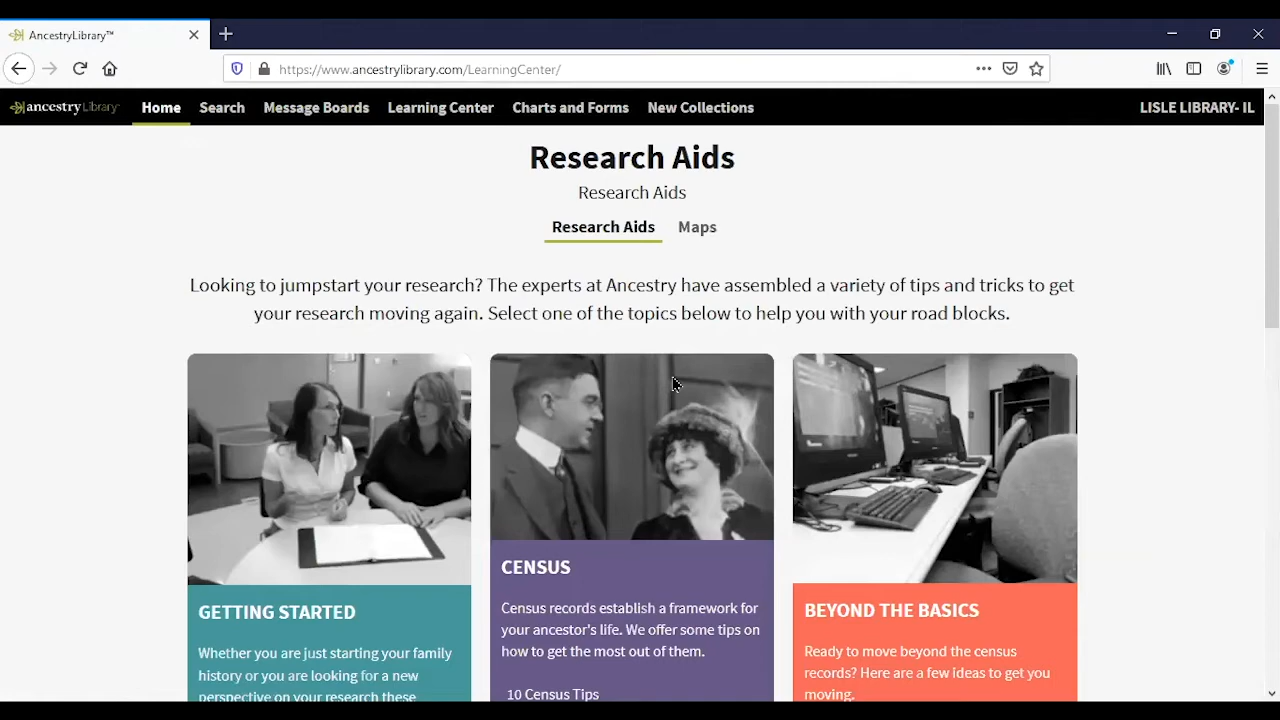 AncestryLibrary™
https://www.ancestrylibrary.com/LearningCenter/
ancestryLibrary Home Search Message Boards Learning Center Charts and Forms New Collections LISLE LIBRARY- IL
Research Aids
Research Aids
Research Aids Maps
Looking to jumpstart your research? The experts at Ancestry have assembled a variety of tips and tricks to get
your research moving again. Select one of the topics below to help you with your road blocks.
GETTING STARTED
Whether you are just starting your family
history or you are looking for a new
perspective on your research these
CENSUS
Census records establish a framework for
your ancestor's life. We offer some tips on
how to get the most out of them.
10 Census Tips
BEYOND THE BASICS
Ready to move beyond the census
records? Here are a few ideas to get you
moving.